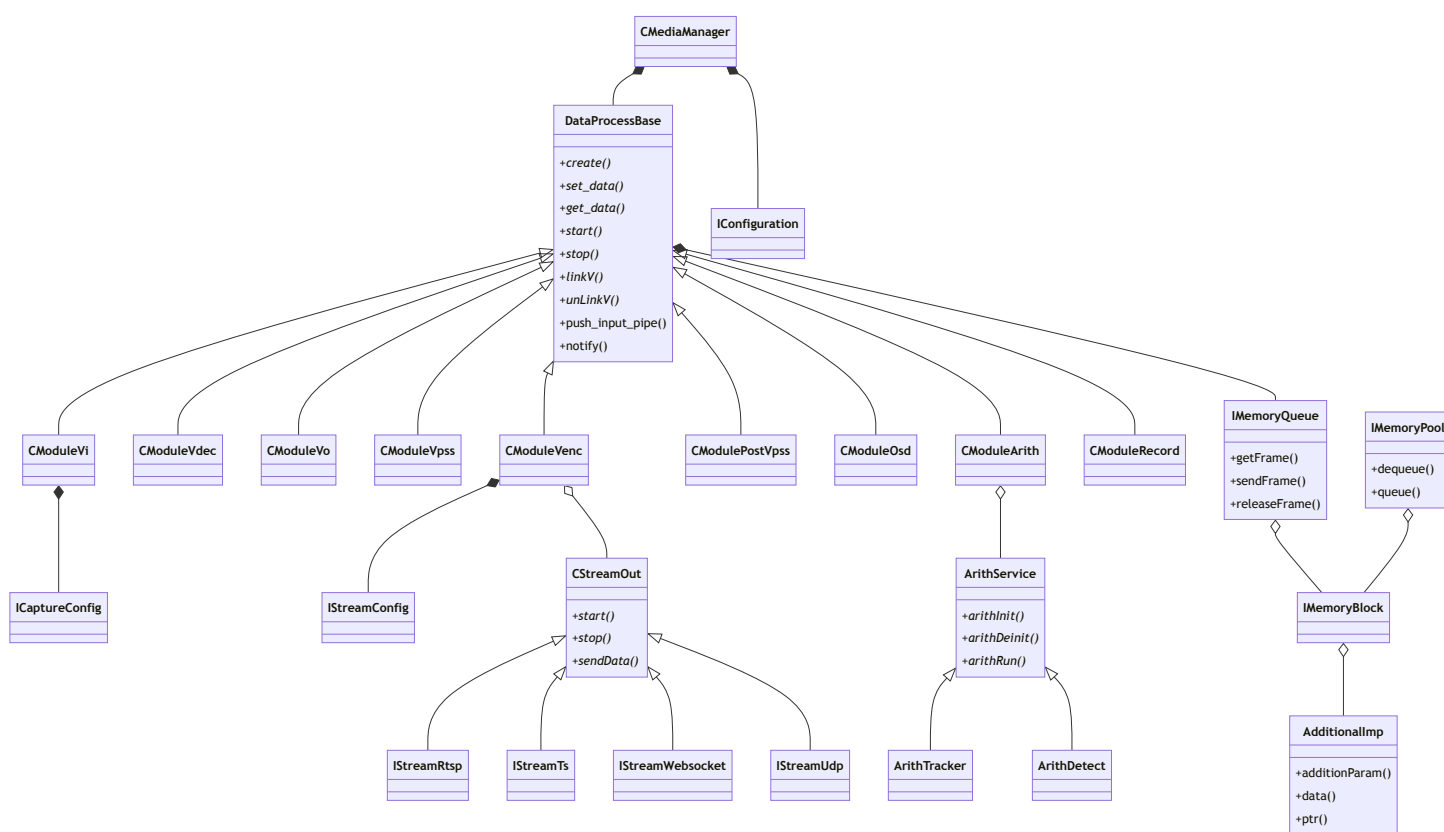 CMediaManager
DataProcessBase
+create()
+set_data()
+get_data()
+start()
+stop()
+linkV()
+unLinkV()
+push_input_pipe()
+notify()
IConfiguration
CModuleVi
CModuleVdec
CModuleVo
CModuleVpss
CModuleVenc
CModulePostVpss
CModuleOsd
CModuleArith
CModuleRecord
IMemoryQueue
+getFrame()
+sendFrame()
+releaseFrame()
IMemoryPool
+dequeue()
+queue()
ICaptureConfig
IStreamConfig
CStreamOut
+start()
+stop()
+sendData()
ArithService
+arithInit()
+arithDeinit()
+arithRun()
IMemoryBlock
IStreamRtsp
IStreamTs
IStreamWebsocket
IStreamUdp
ArithTracker
ArithDetect
AdditionalImp
+additionParam()
+data()
+ptr()